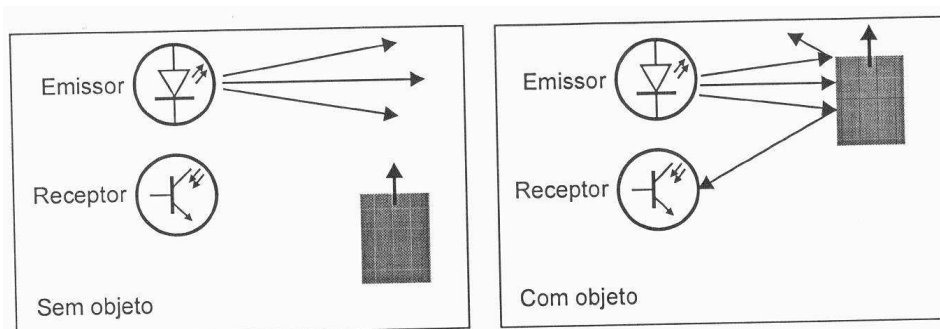 Emissor
Receptor
Sem objeto
Emissor
Receptor
Com objeto